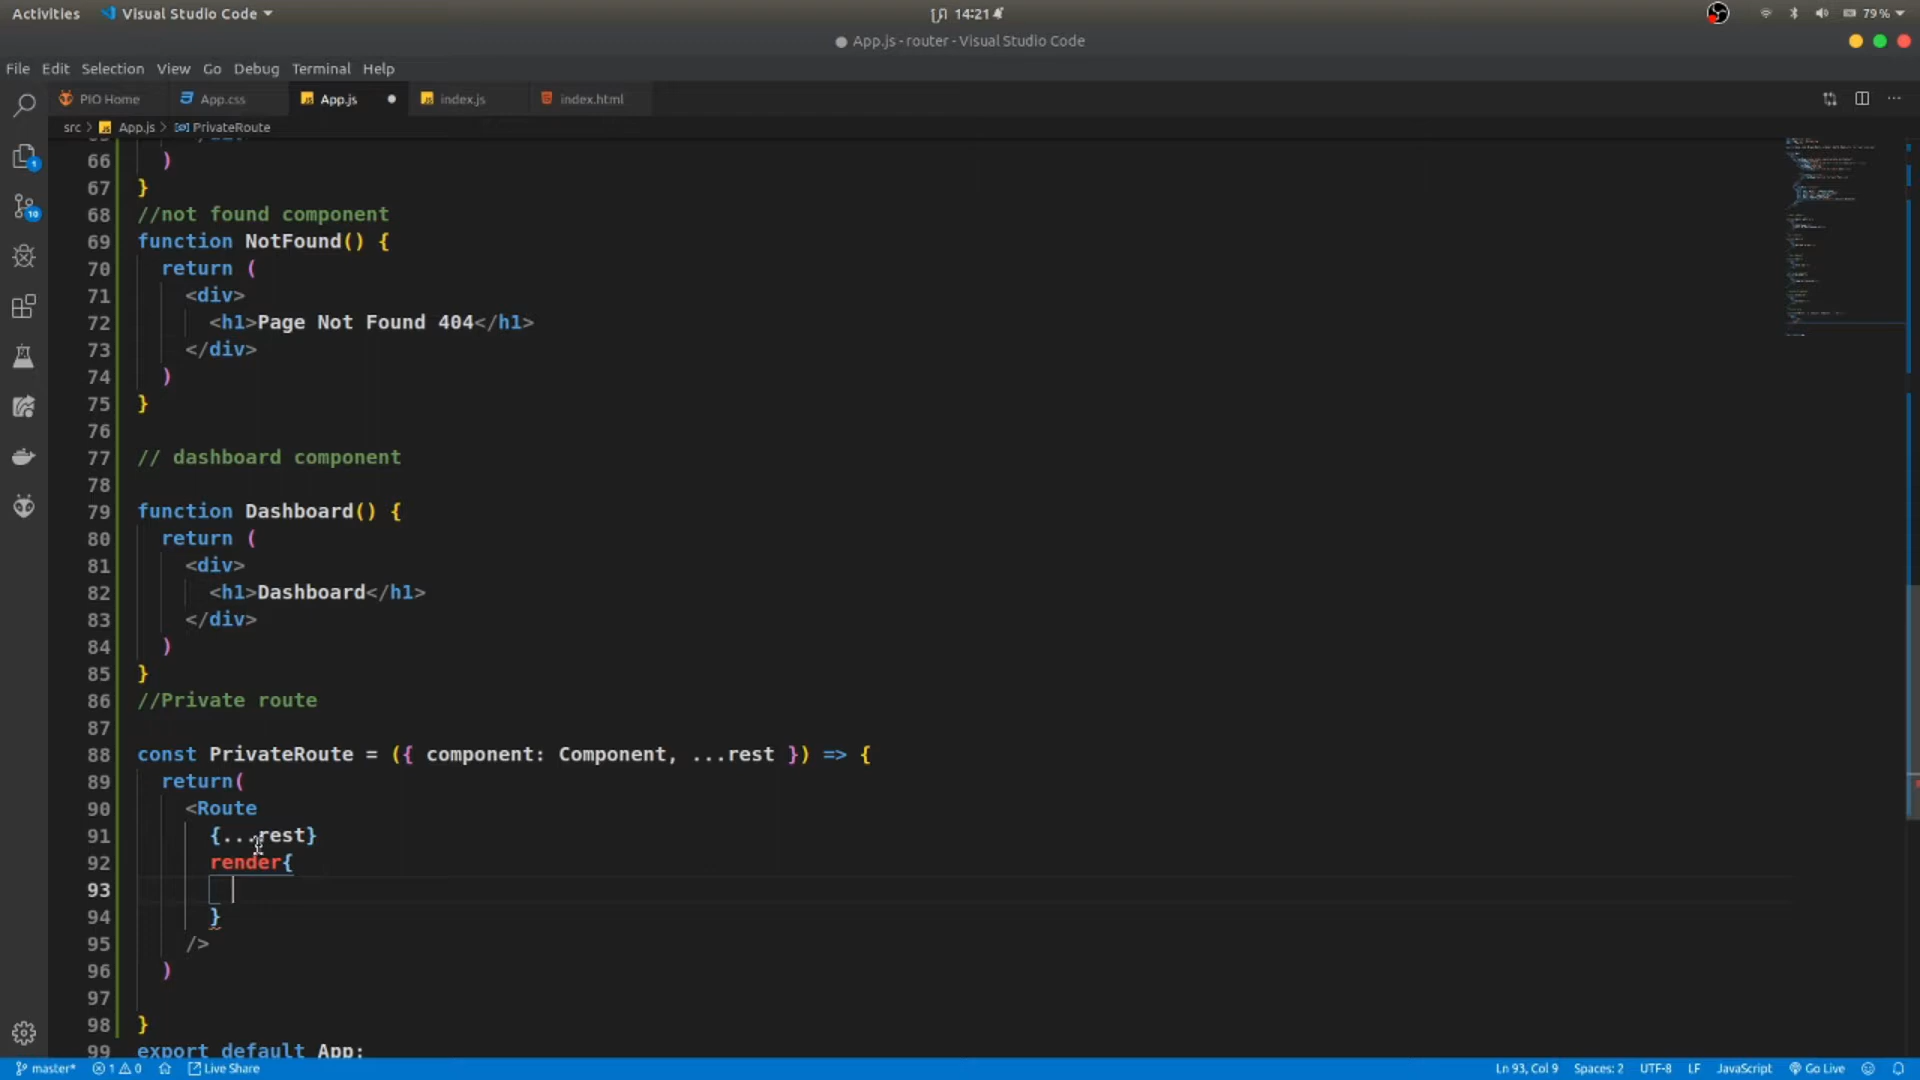 Activities Visual Studio Code 14:21 79%
App.js - router - Visual Studio Code
File Edit Selection View Go Debug Terminal Help
PIO Home App.css App.js index.js index.html
src > App.js > PrivateRoute
66 )
67 }
68 //not found component
69 function NotFound() {
70 return (
71 <div>
72 <h1>Page Not Found 404</h1>
73 </div>
74 )
75 }
76
77 // dashboard component
78
79 function Dashboard() {
80 return (
81 <div>
82 <h1>Dashboard</h1>
83 </div>
84 )
85 }
86 //Private route
87
88 const PrivateRoute = ({ component: Component, ...rest }) => {
89 return(
90 <Route
91 {...rest}
92 render{
93
94 }
95 />
96 )
97
98 }
99 export default App;
master* 1 0 Live Share Ln 93, Col 9 Spaces: 2 UTF-8 LF JavaScript Go Live